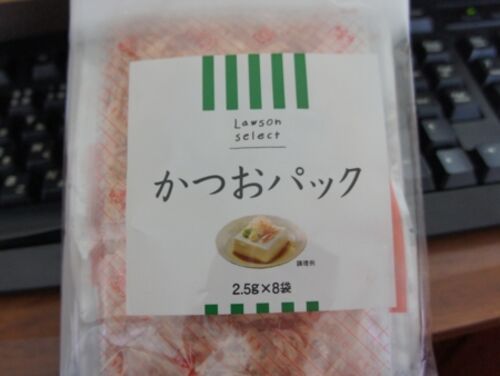 Lawson
select
かつおパック
調理例
2.5g×8袋